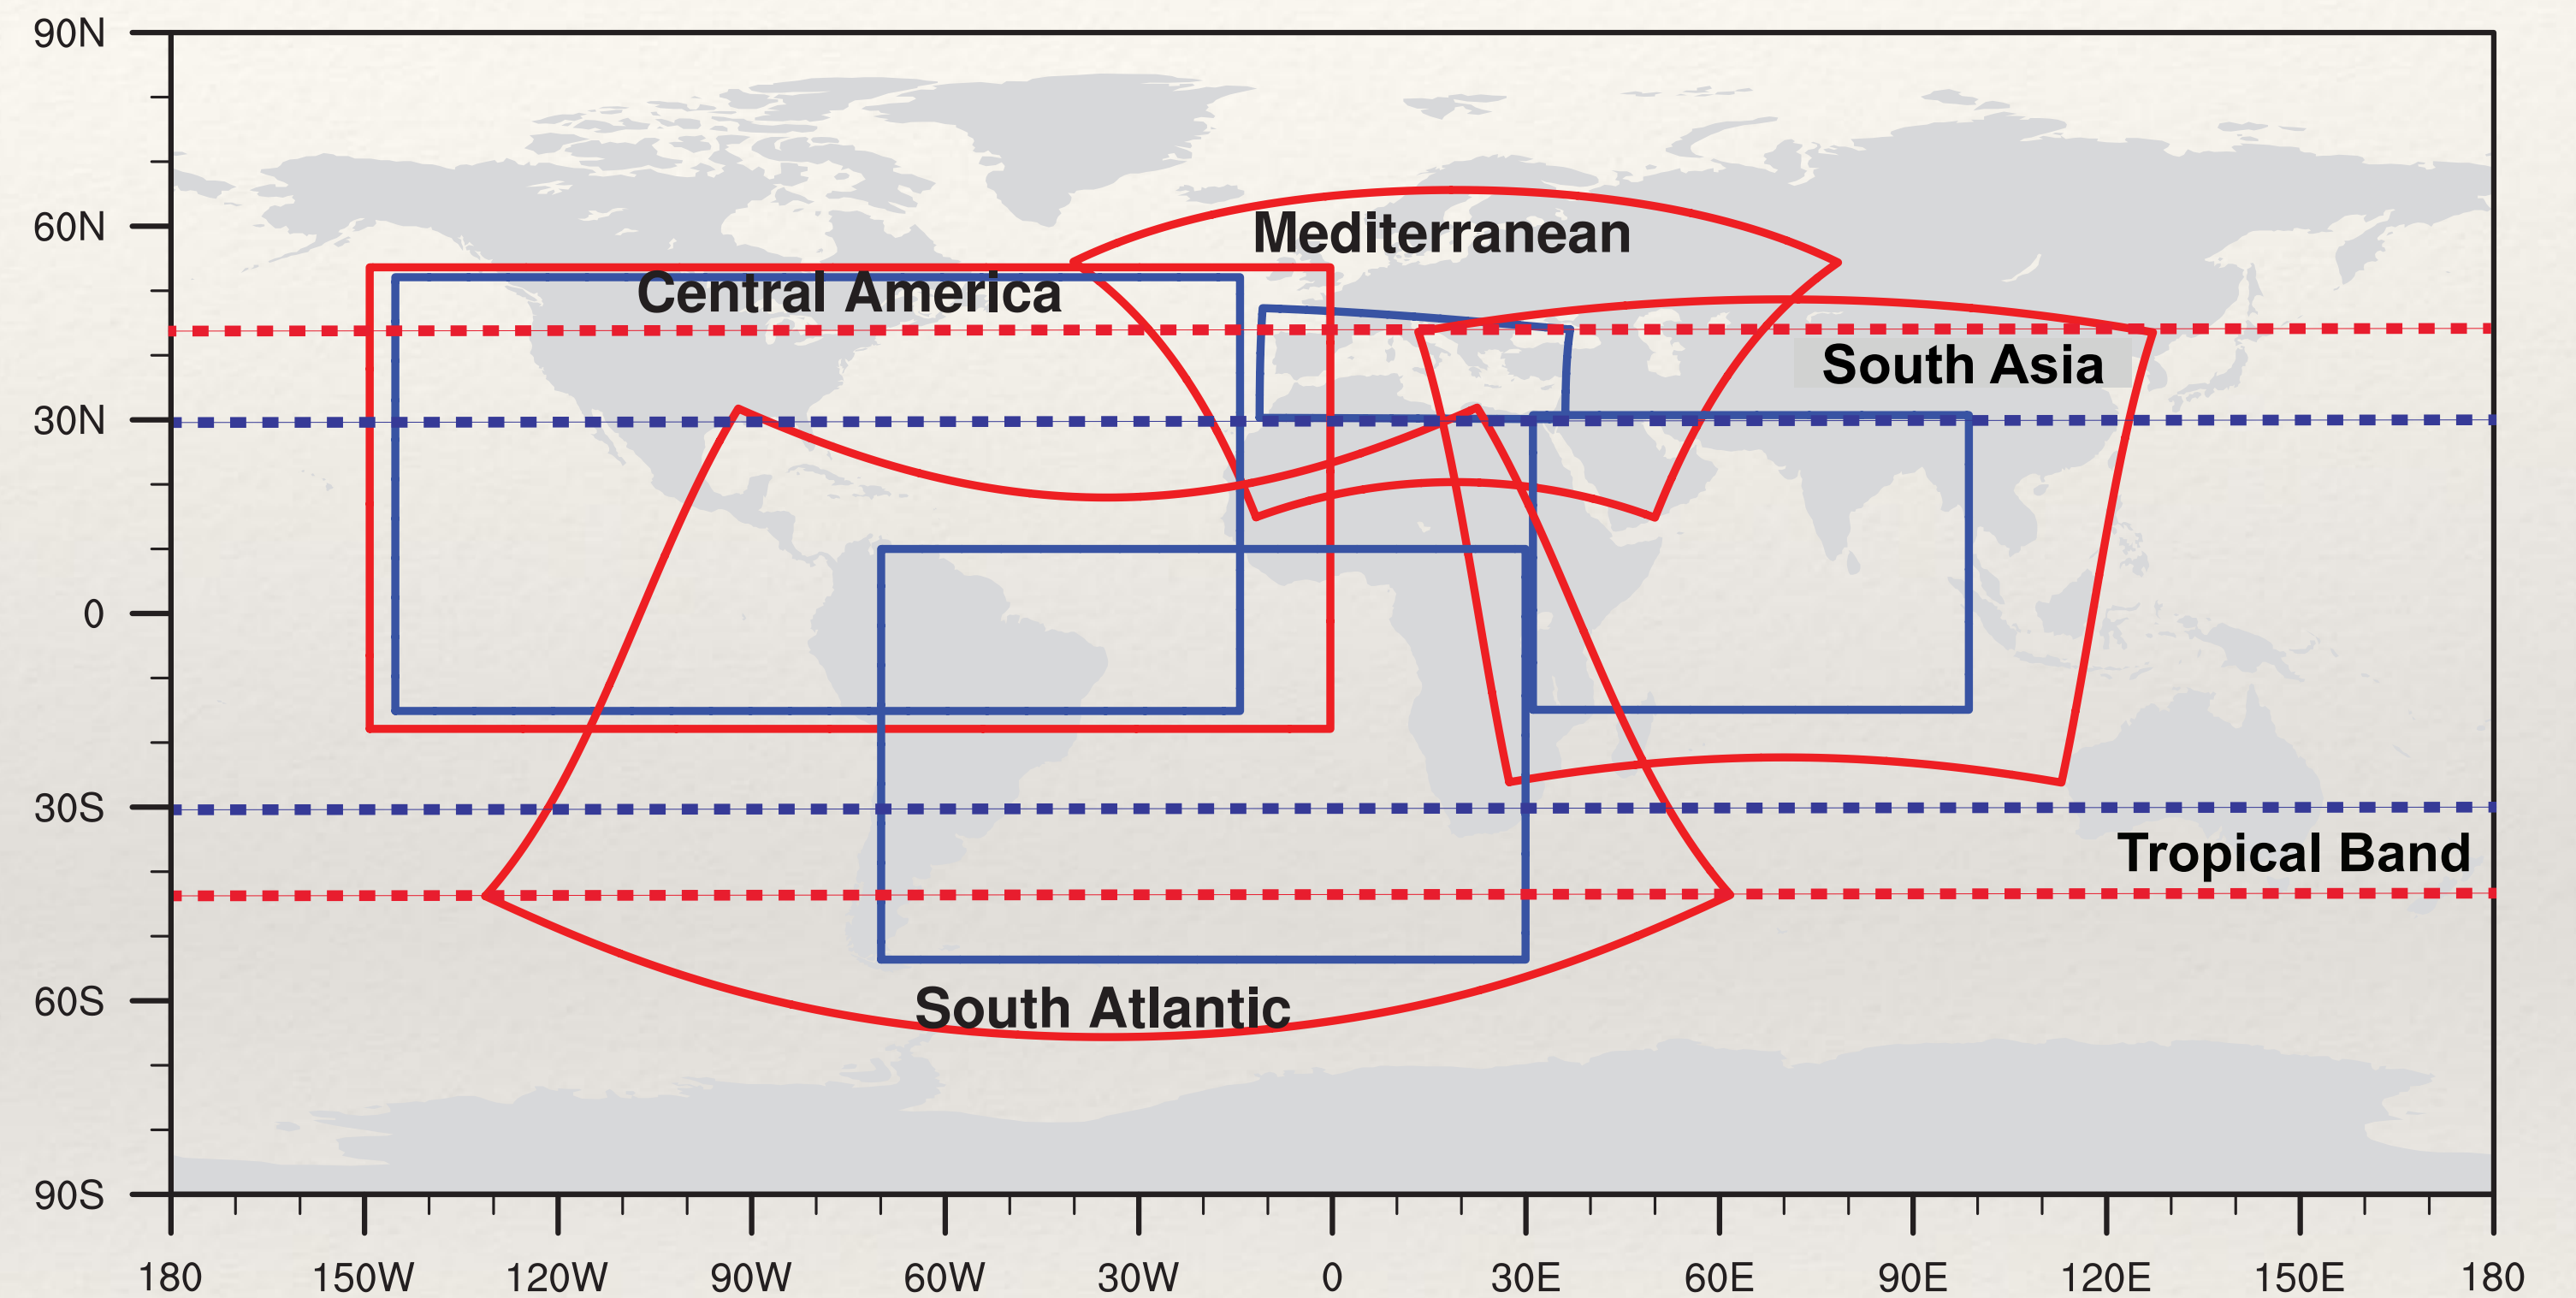 90N
Mediterranean
60N
Central America
South Asia
30N
0
30S
Tropical Band
60S
South Atlantic
90S
180 150W 120W 90W 60W 30W 0 30E 60E 90E 120E 150E 180